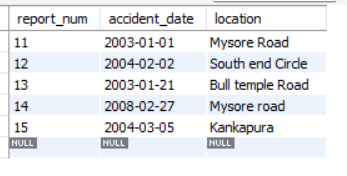 report_num accident_date location
11 2003-01-01 Mysore Road
12 2004-02-02 South end Circle
13 2003-01-21 Bull temple Road
14 2008-02-27 Mysore road
15 2004-03-05 Kankapura
NULL NULL NULL